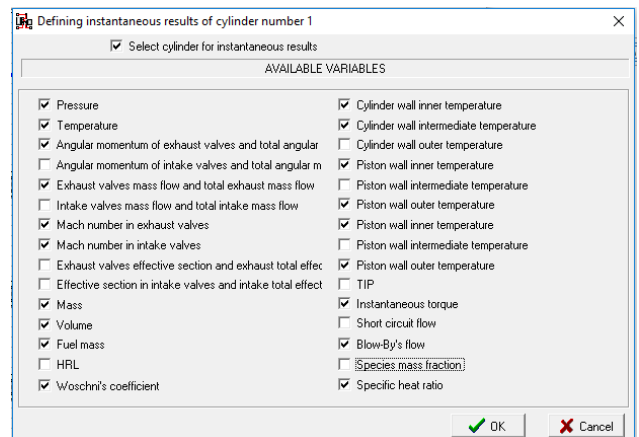 Defining instantaneous results of cylinder number 1
Select cylinder for instantaneous results
AVAILABLE VARIABLES
Pressure
Temperature
Angular momentum of exhaust valves and total angular
Angular momentum of intake valves and total angular m
Exhaust valves mass flow and total exhaust mass flow
Intake valves mass flow and total intake mass flow
Mach number in exhaust valves
Mach number in intake valves
Exhaust valves effective section and exhaust total effec
Effective section in intake valves and intake total effect
Mass
Volume
Fuel mass
HRL
Woschni's coefficient
Cylinder wall inner temperature
Cylinder wall intermediate temperature
Cylinder wall outer temperature
Piston wall inner temperature
Piston wall intermediate temperature
Piston wall outer temperature
Piston wall inner temperature
Piston wall intermediate temperature
Piston wall outer temperature
TIP
Instantaneous torque
Short circuit flow
Blow-By's flow
Species mass fraction
Specific heat ratio
OK
Cancel